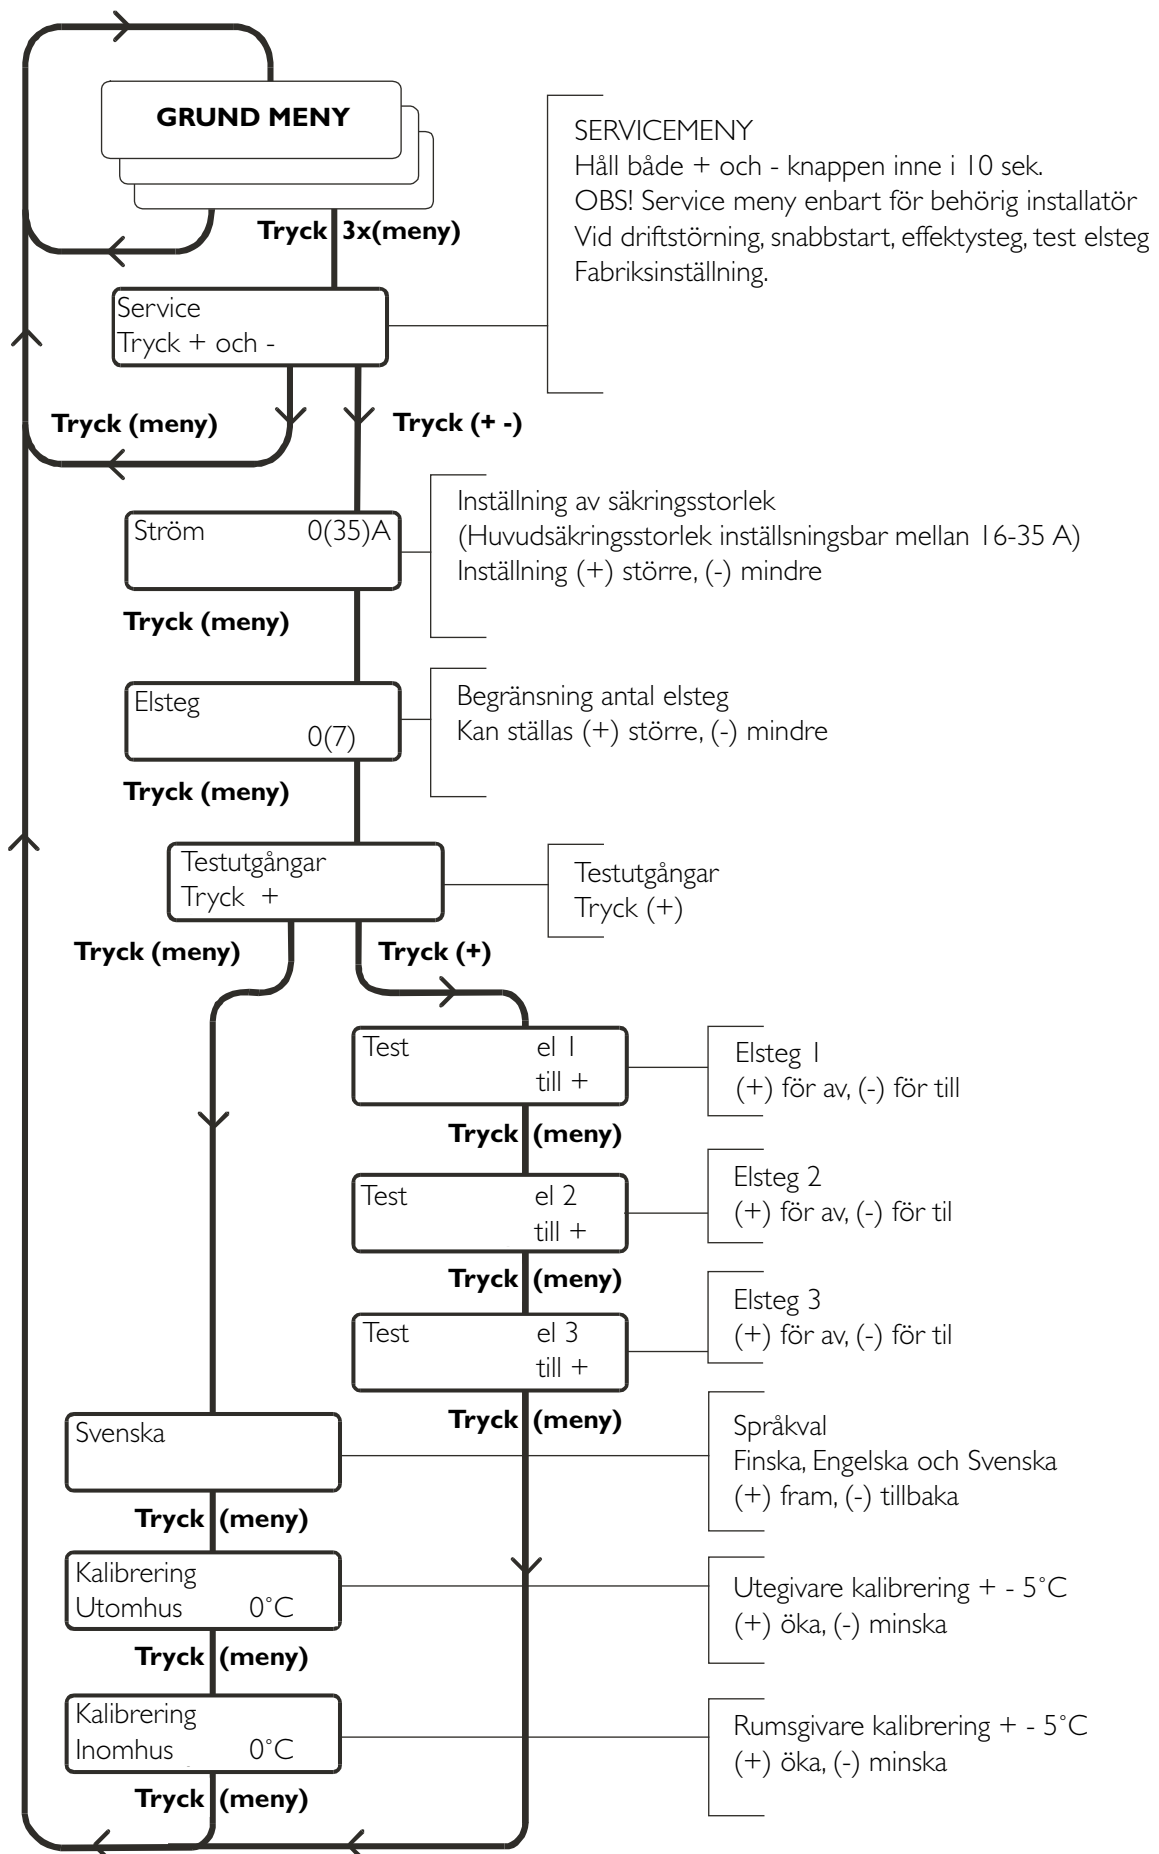 GRUND MENY
SERVICEMENY
Håll både + och - knappen inne i 10 sek.
OBS! Service meny enbart för behörig installatör
Vid driftstörning, snabbstart, effektysteg, test elsteg
Fabriksinställning.
Tryck 3x(meny)
Service
Tryck + och -
Tryck (meny)
Tryck (+ -)
Ström 0(35)A
Inställning av säkringsstorlek
(Huvudsäkringsstorlek inställsningsbar mellan 16-35 A)
Inställning (+) större, (-) mindre
Tryck (meny)
Elsteg
0(7)
Begränsning antal elsteg
Kan ställas (+) större, (-) mindre
Tryck (meny)
Testutgångar
Tryck +
Testutgångar
Tryck (+)
Tryck (meny)
Tryck (+)
Test el 1
till +
Elsteg 1
(+) för av, (-) för till
Tryck (meny)
Test el 2
till +
Elsteg 2
(+) för av, (-) för til
Tryck (meny)
Test el 3
till +
Elsteg 3
(+) för av, (-) för til
Tryck (meny)
Svenska
Språkval
Finska, Engelska och Svenska
(+) fram, (-) tillbaka
Tryck (meny)
Kalibrering
Utomhus 0°C
Utegivare kalibrering + - 5°C
(+) öka, (-) minska
Tryck (meny)
Kalibrering
Inomhus 0°C
Rumsgivare kalibrering + - 5°C
(+) öka, (-) minska
Tryck (meny)